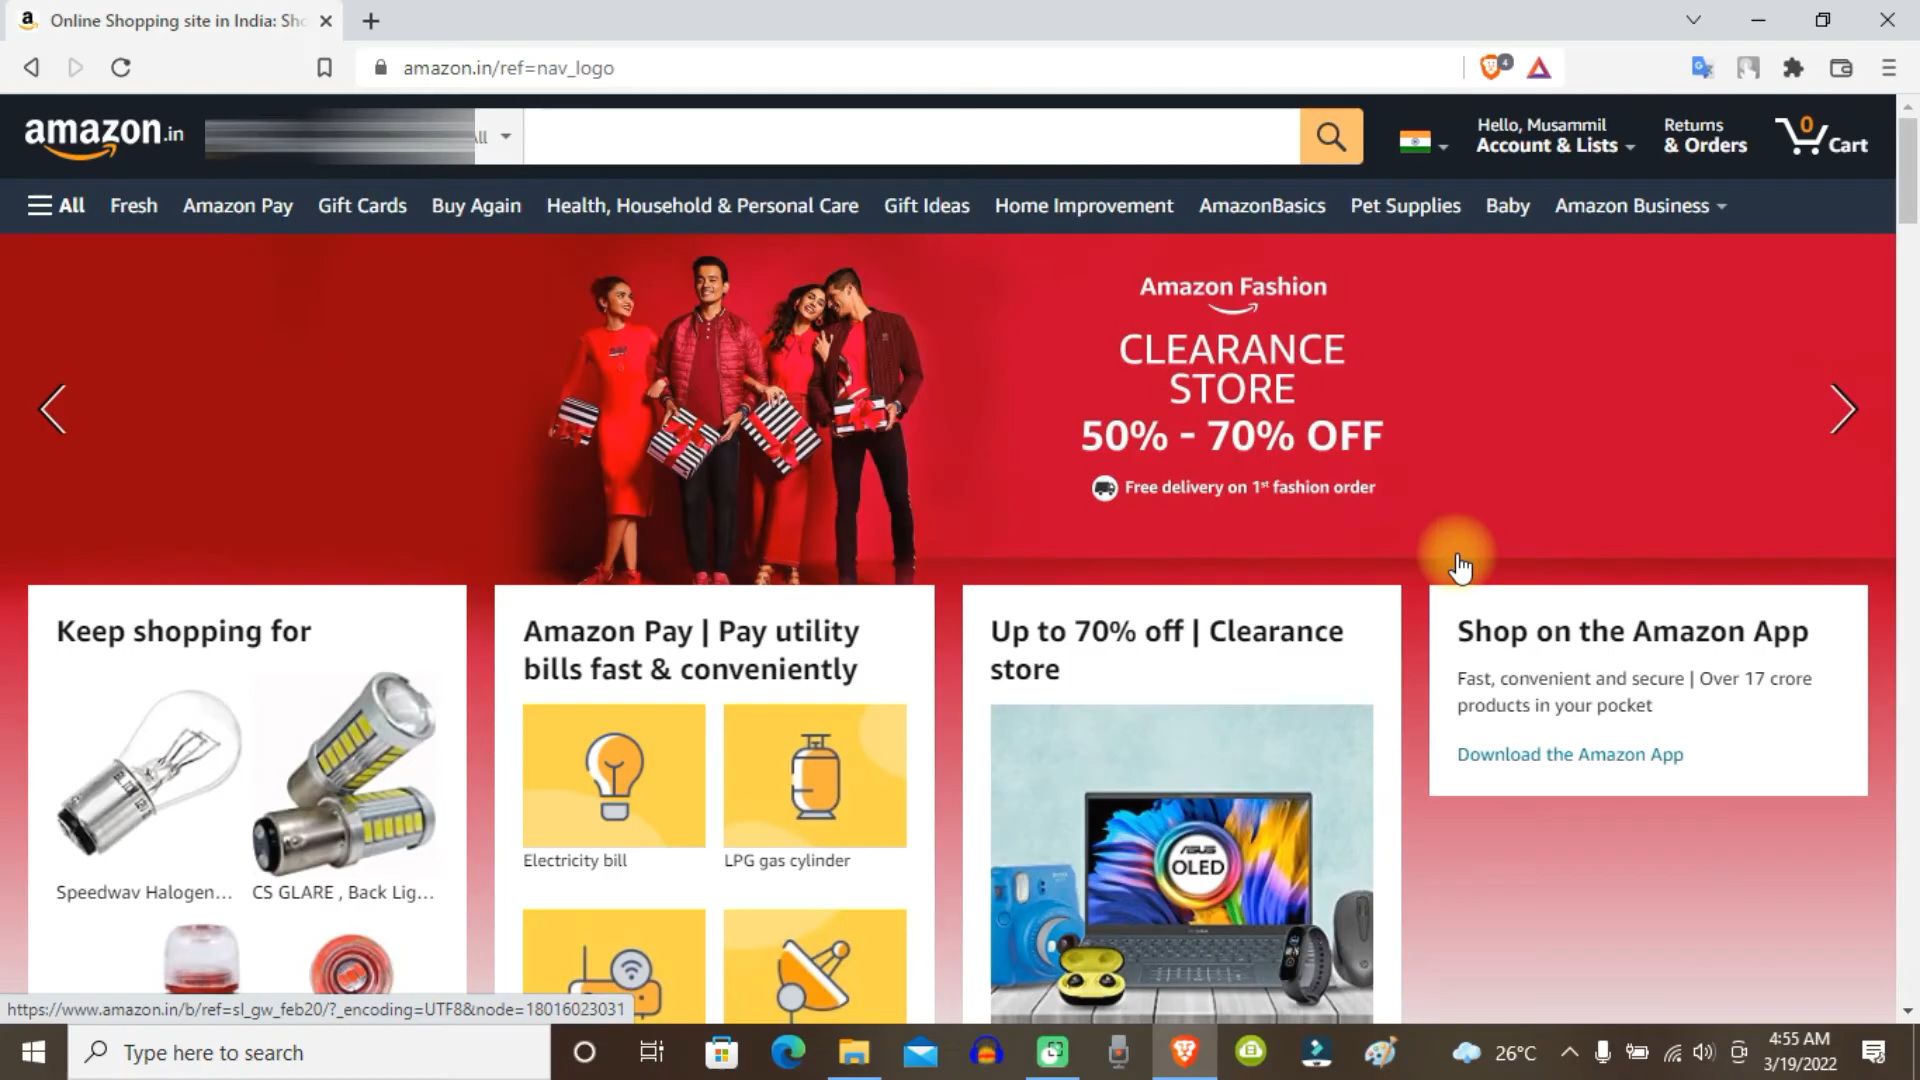 Online Shopping site in India: Sho
amazon.in/ref=nav_logo
4
amazon.in
All
Hello, Musammil
Account & Lists
Returns
& Orders
0
Cart
All
Fresh
Amazon Pay
Gift Cards
Buy Again
Health, Household & Personal Care
Gift Ideas
Home Improvement
AmazonBasics
Pet Supplies
Baby
Amazon Business
Amazon Fashion
CLEARANCE
STORE
50% - 70% OFF
Free delivery on 1st fashion order
Keep shopping for
Speedwav Halogen...
CS GLARE , Back Lig...
Amazon Pay | Pay utility
bills fast & conveniently
Electricity bill
LPG gas cylinder
Up to 70% off | Clearance
store
ASUS
OLED
Shop on the Amazon App
Fast, convenient and secure | Over 17 crore
products in your pocket
Download the Amazon App
https://www.amazon.in/b/ref=sl_gw_feb20/?_encoding=UTF8&node=18016023031
Type here to search
26°C
4:55 AM
3/19/2022